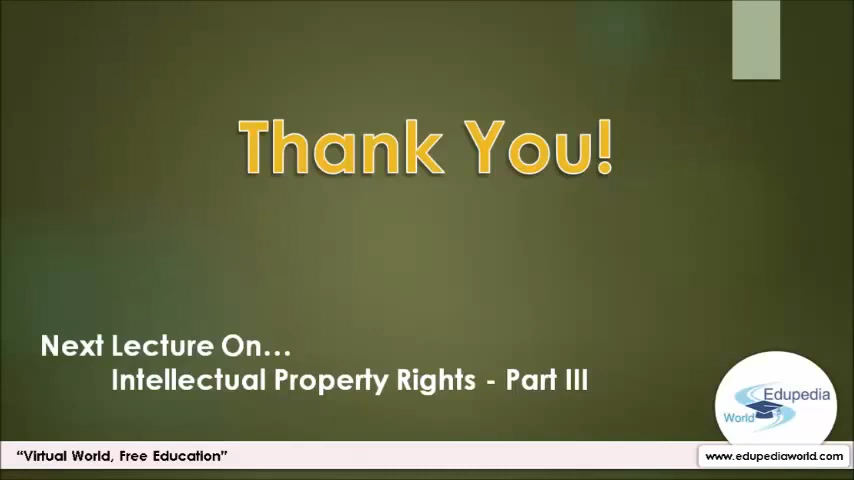 Thank You!
Next Lecture On...
Intellectual Property Rights - Part III
Edupedia
World
"Virtual World, Free Education"
www.edupediaworld.com